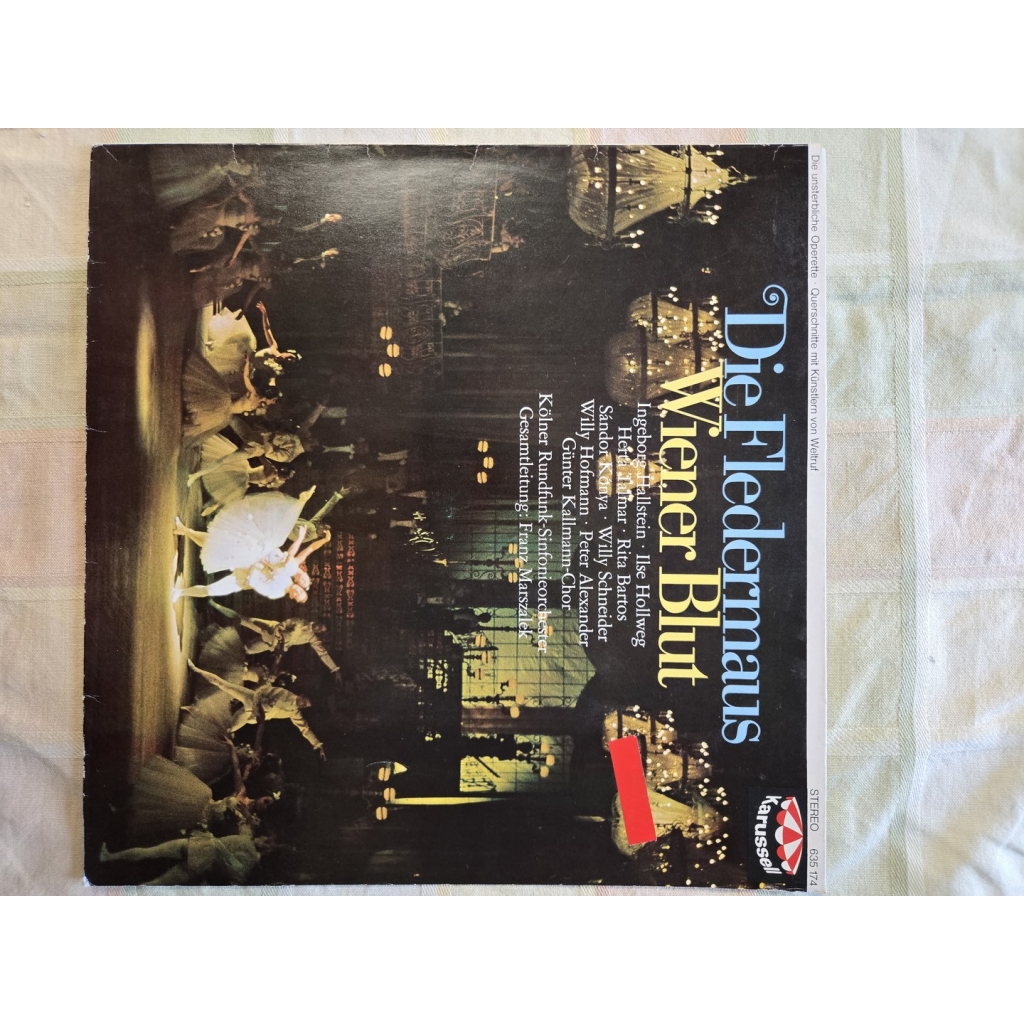 Die unsterbliche Operette · Querschnitte mit Künstlern von Weltruf
STEREO 635 174
Die Fledermaus
Wiener Blut
Karussell
Ingeborg Hallstein · Ilse Hollweg
Herta Talmar · Rita Bartos
Sándor Kónya · Willy Schneider
Willy Hofmann · Peter Alexander
Günter Kallmann-Chor
Kölner Rundfunk-Sinfonieorchester
Gesamtleitung: Franz Marszalek